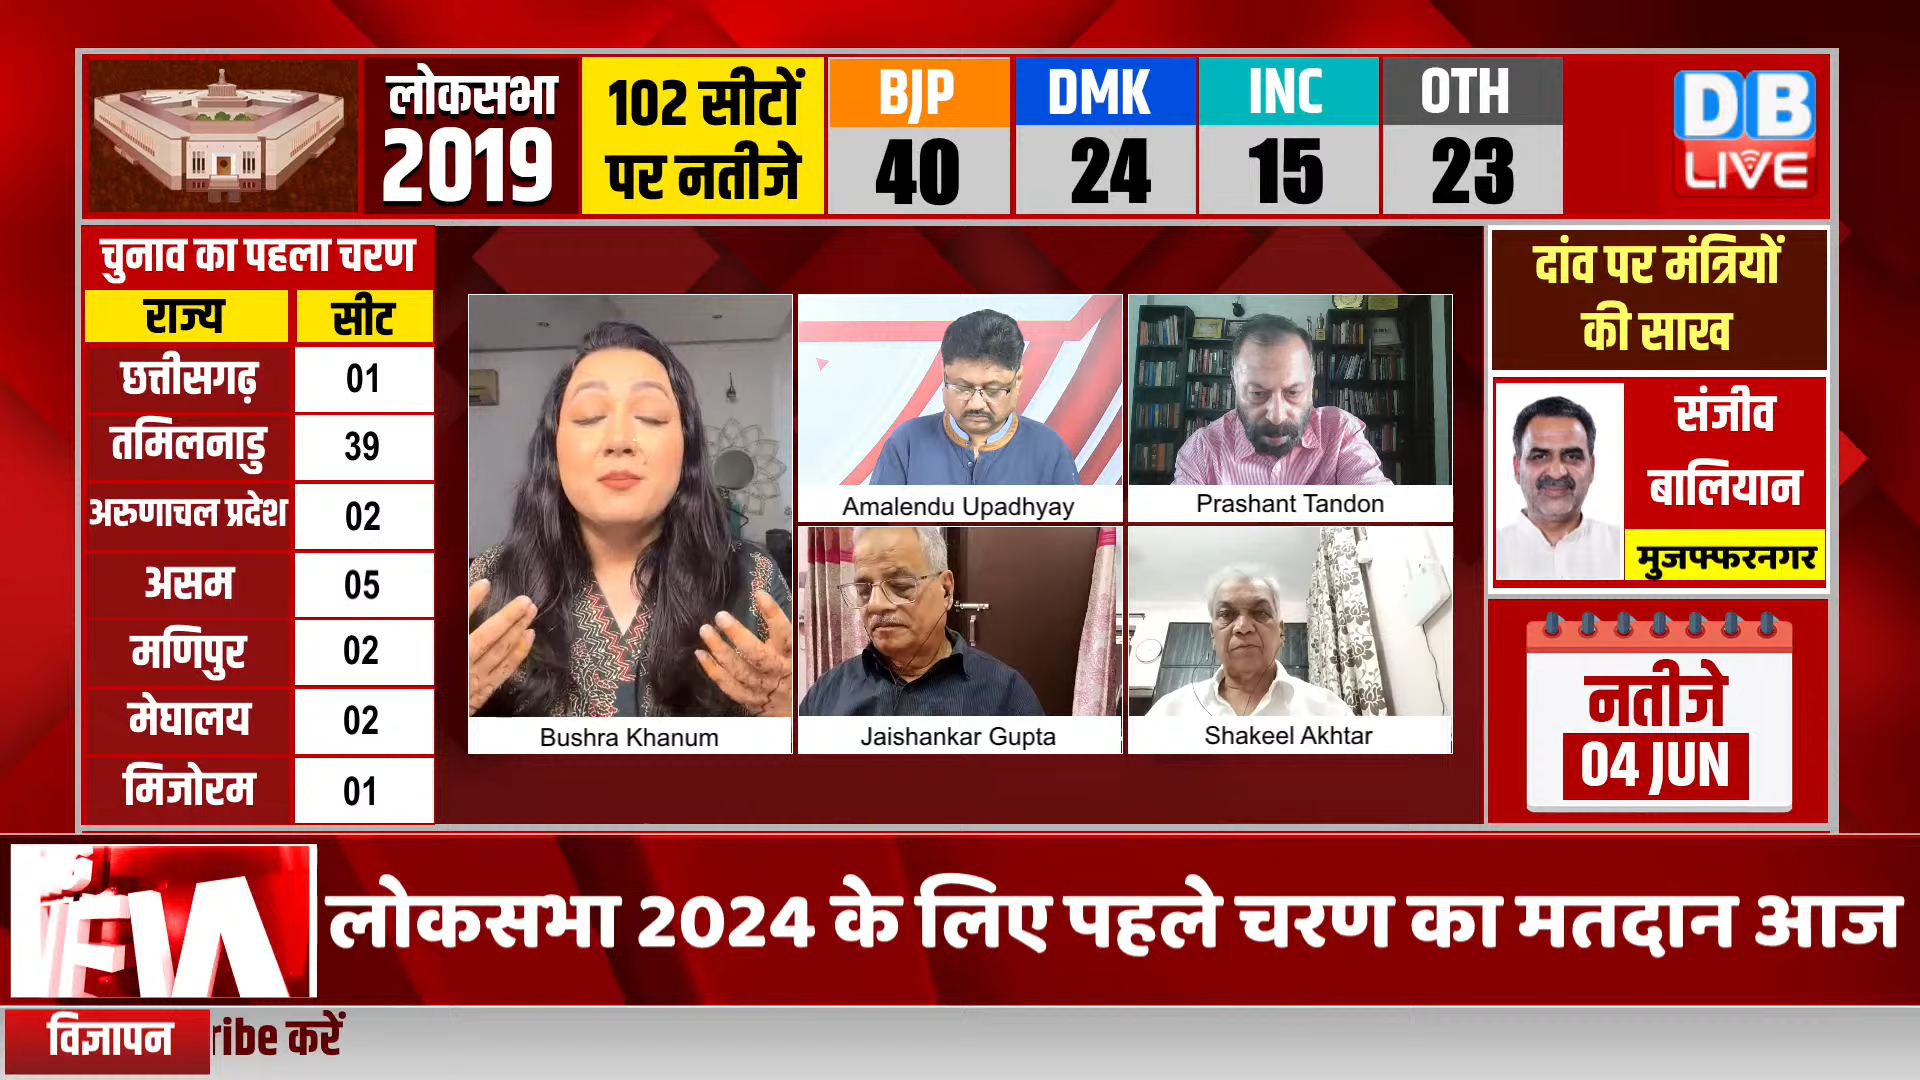 लोकसभा
2019
102 सीटों
पर नतीजे
BJP
40
DMK
24
INC
15
OTH
23
DB
LIVE
चुनाव का पहला चरण
राज्य सीट
छत्तीसगढ़ 01
तमिलनाडु 39
अरुणाचल प्रदेश 02
असम 05
मणिपुर 02
मेघालय 02
मिजोरम 01
Bushra Khanum
Amalendu Upadhyay
Prashant Tandon
Jaishankar Gupta
Shakeel Akhtar
दांव पर मंत्रियों
की साख
संजीव
बालियान
मुजफ्फरनगर
नतीजे
04 JUN
लोकसभा 2024 के लिए पहले चरण का मतदान आज
विज्ञापन
ribe करें